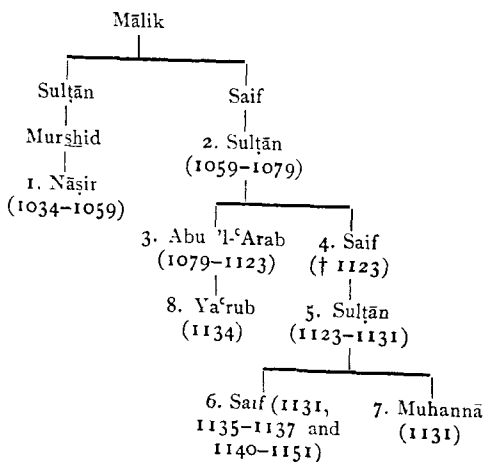 Mālik
Sulṭān Saif
Murshid 2. Sulṭān
1. Nāṣir (1059–1079)
(1034–1059)
3. Abu 'l-ʿArab 4. Saif
(1079–1123) († 1123)
8. Yaʿrub 5. Sulṭān
(1134) (1123–1131)
6. Saif (1131, 7. Muhannā
1135–1137 and (1131)
1140–1151)